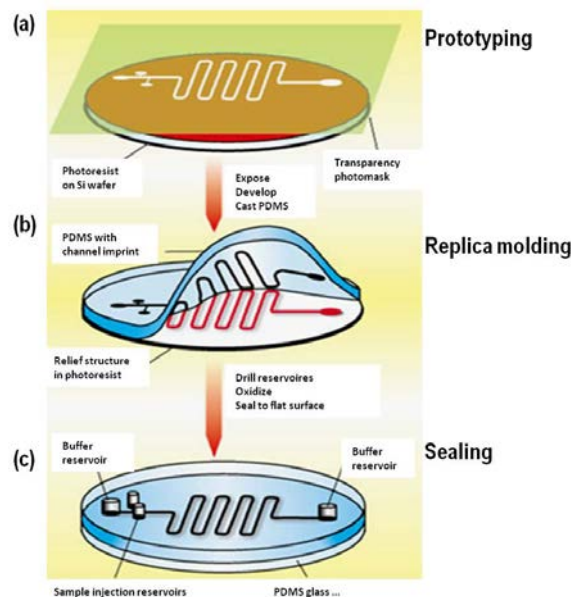 (a)
Prototyping
Photoresist
on Si wafer
Transparency
photomask
Expose
Develop
Cast PDMS
(b)
Replica molding
PDMS with
channel imprint
Relief structure
in photoresist
Drill reservoires
Oxidize
Seal to flat surface
(c)
Sealing
Buffer
reservoir
Buffer
reservoir
Sample injection reservoirs
PDMS glass ...